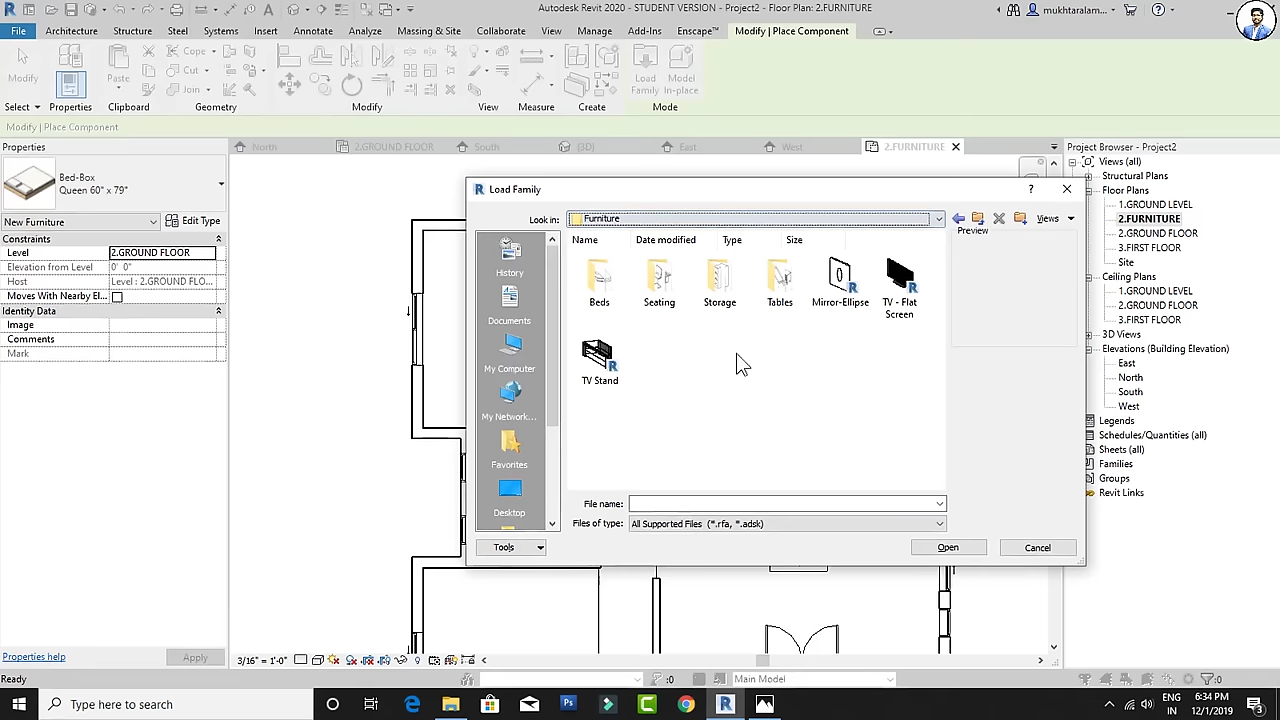 Autodesk Revit 2020 - STUDENT VERSION - Project2 - Floor Plan: 2.FURNITURE
mukhtaralam...
File Architecture Structure Steel Systems Insert Annotate Analyze Massing & Site Collaborate View Manage Add-Ins Enscape™ Modify | Place Component
Modify
Paste
Cope
Cut
Join
Load Family
Model In-place
Select Properties Clipboard Geometry Modify View Measure Create Mode
Modify | Place Component
Properties
North 2.GROUND FLOOR South {3D} East West 2.FURNITURE
Project Browser - Project2
Bed-Box
Queen 60" x 79"
New Furniture
Edit Type
Constraints
Level 2.GROUND FLOOR
Elevation from Level 0' 0"
Host Level : 2.GROUND FLO...
Moves With Nearby El...
Identity Data
Image
Comments
Mark
Properties help
Apply
Load Family
?
Look in: Furniture
Views
Name Date modified Type Size
Preview
History
Documents
My Computer
My Network...
Favorites
Desktop
Beds
Seating
Storage
Tables
Mirror-Ellipse
TV - Flat Screen
TV Stand
File name:
Files of type: All Supported Files (*.rfa, *.adsk)
Tools
Open
Cancel
Views (all)
Structural Plans
Floor Plans
1.GROUND LEVEL
2.FURNITURE
2.GROUND FLOOR
3.FIRST FLOOR
Site
Ceiling Plans
1.GROUND LEVEL
2.GROUND FLOOR
3.FIRST FLOOR
3D Views
Elevations (Building Elevation)
East
North
South
West
Legends
Schedules/Quantities (all)
Sheets (all)
Families
Groups
Revit Links
3/16" = 1'-0"
Ready
:0
Main Model
:0
Type here to search
ENG
IN
6:34 PM
12/1/2019